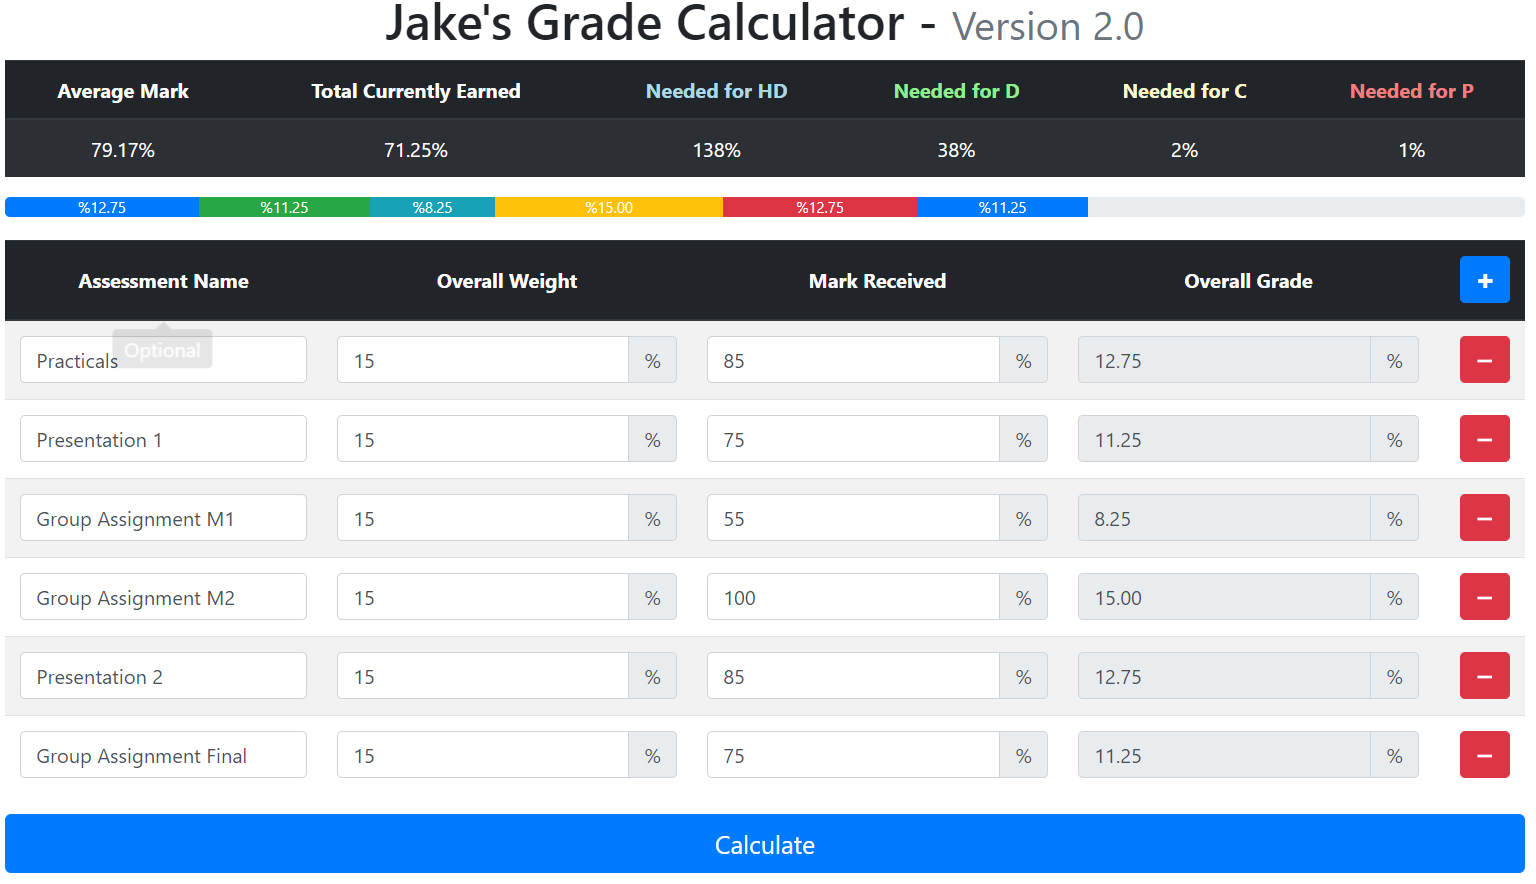 Jake's Grade Calculator - Version 2.0
Average Mark Total Currently Earned Needed for HD Needed for D Needed for C Needed for P
79.17% 71.25% 138% 38% 2% 1%
%12.75 %11.25 %8.25 %15.00 %12.75 %11.25
Assessment Name Overall Weight Mark Received Overall Grade +
Optional
Practicals 15 % 85 % 12.75 % −
Presentation 1 15 % 75 % 11.25 % −
Group Assignment M1 15 % 55 % 8.25 % −
Group Assignment M2 15 % 100 % 15.00 % −
Presentation 2 15 % 85 % 12.75 % −
Group Assignment Final 15 % 75 % 11.25 % −
Calculate